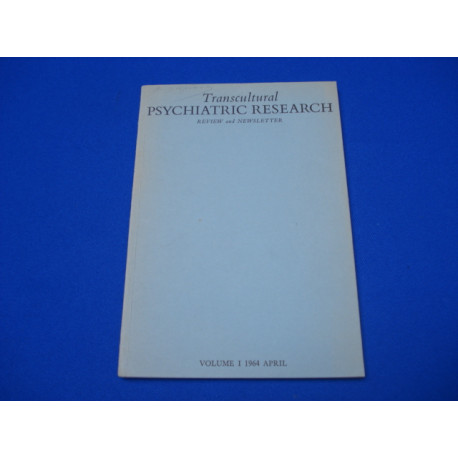 Transcultural
PSYCHIATRIC RESEARCH
REVIEW and NEWSLETTER
VOLUME I 1964 APRIL